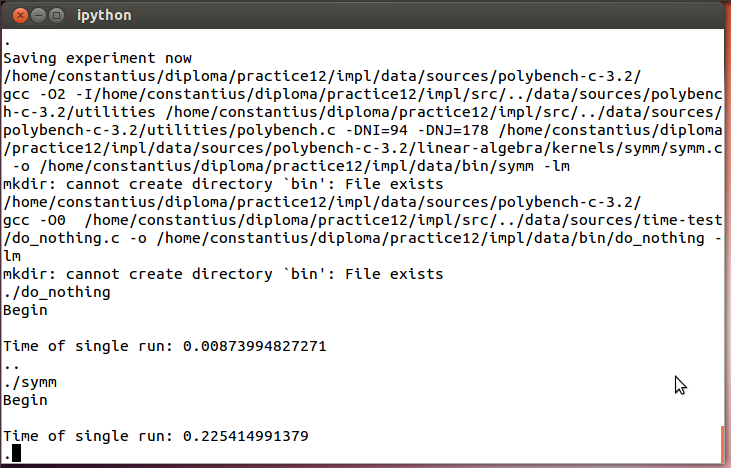 ipython
.
Saving experiment now
/home/constantius/diploma/practice12/impl/data/sources/polybench-c-3.2/
gcc -O2 -I/home/constantius/diploma/practice12/impl/src/../data/sources/polybenc
h-c-3.2/utilities /home/constantius/diploma/practice12/impl/src/../data/sources/
polybench-c-3.2/utilities/polybench.c -DNI=94 -DNJ=178 /home/constantius/diploma
/practice12/impl/data/sources/polybench-c-3.2/linear-algebra/kernels/symm/symm.c
 -o /home/constantius/diploma/practice12/impl/data/bin/symm -lm
mkdir: cannot create directory `bin': File exists
/home/constantius/diploma/practice12/impl/data/sources/polybench-c-3.2/
gcc -O0  /home/constantius/diploma/practice12/impl/src/../data/sources/time-test
/do_nothing.c -o /home/constantius/diploma/practice12/impl/data/bin/do_nothing -
lm
mkdir: cannot create directory `bin': File exists
./do_nothing
Begin
Time of single run: 0.00873994827271
..
./symm
Begin
Time of single run: 0.225414991379
.